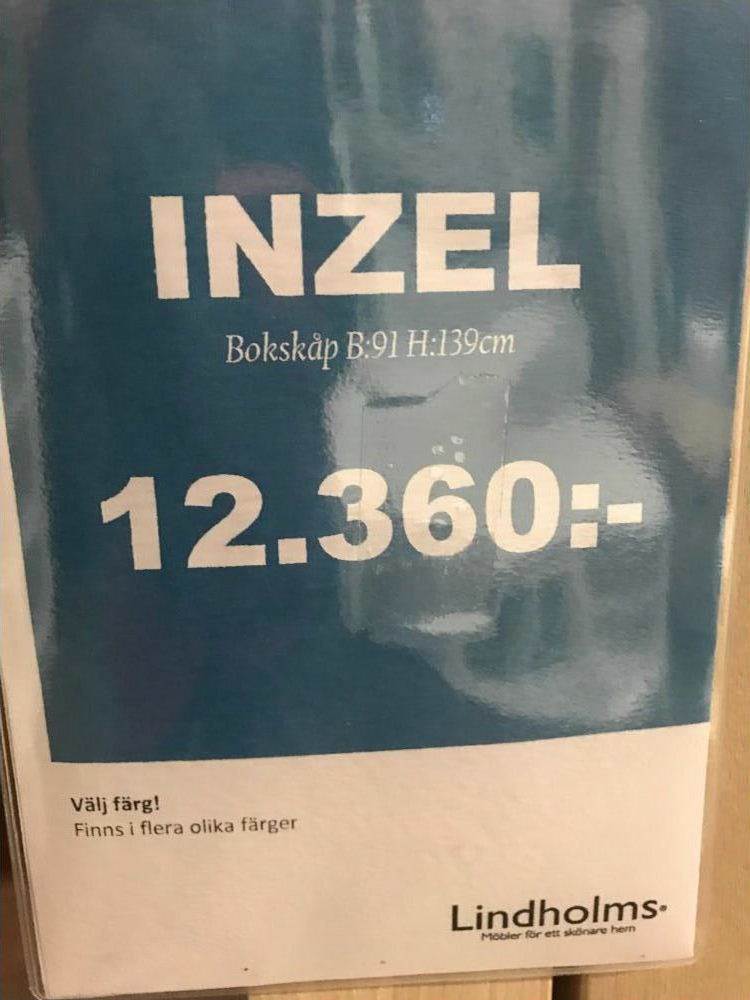 INZEL
Bokskåp B:91 H:139cm
12.360:-
Välj färg!
Finns i flera olika färger
Lindholms®
Möbler för ett skönare hem